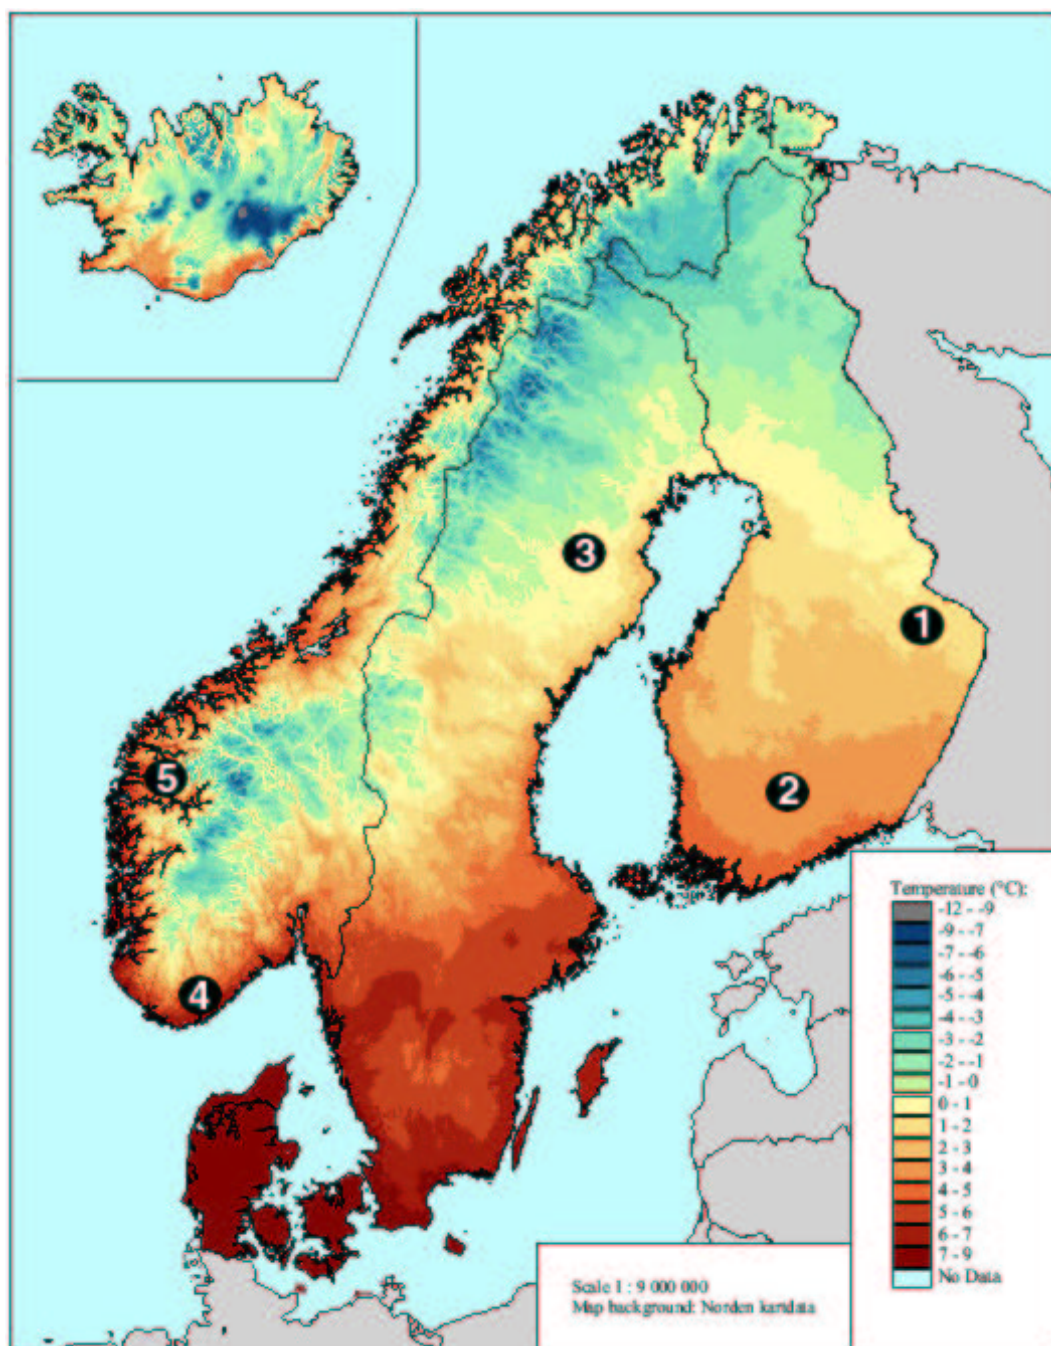 3
1
5
2
4
Temperature (°C):
-12 - -9
-9 - -7
-7 - -6
-6 - -5
-5 - -4
-4 - -3
-3 - -2
-2 - -1
-1 - 0
0 - 1
1 - 2
2 - 3
3 - 4
4 - 5
5 - 6
6 - 7
7 - 9
No Data
Scale 1 : 9 000 000
Map background: Norden kartdata